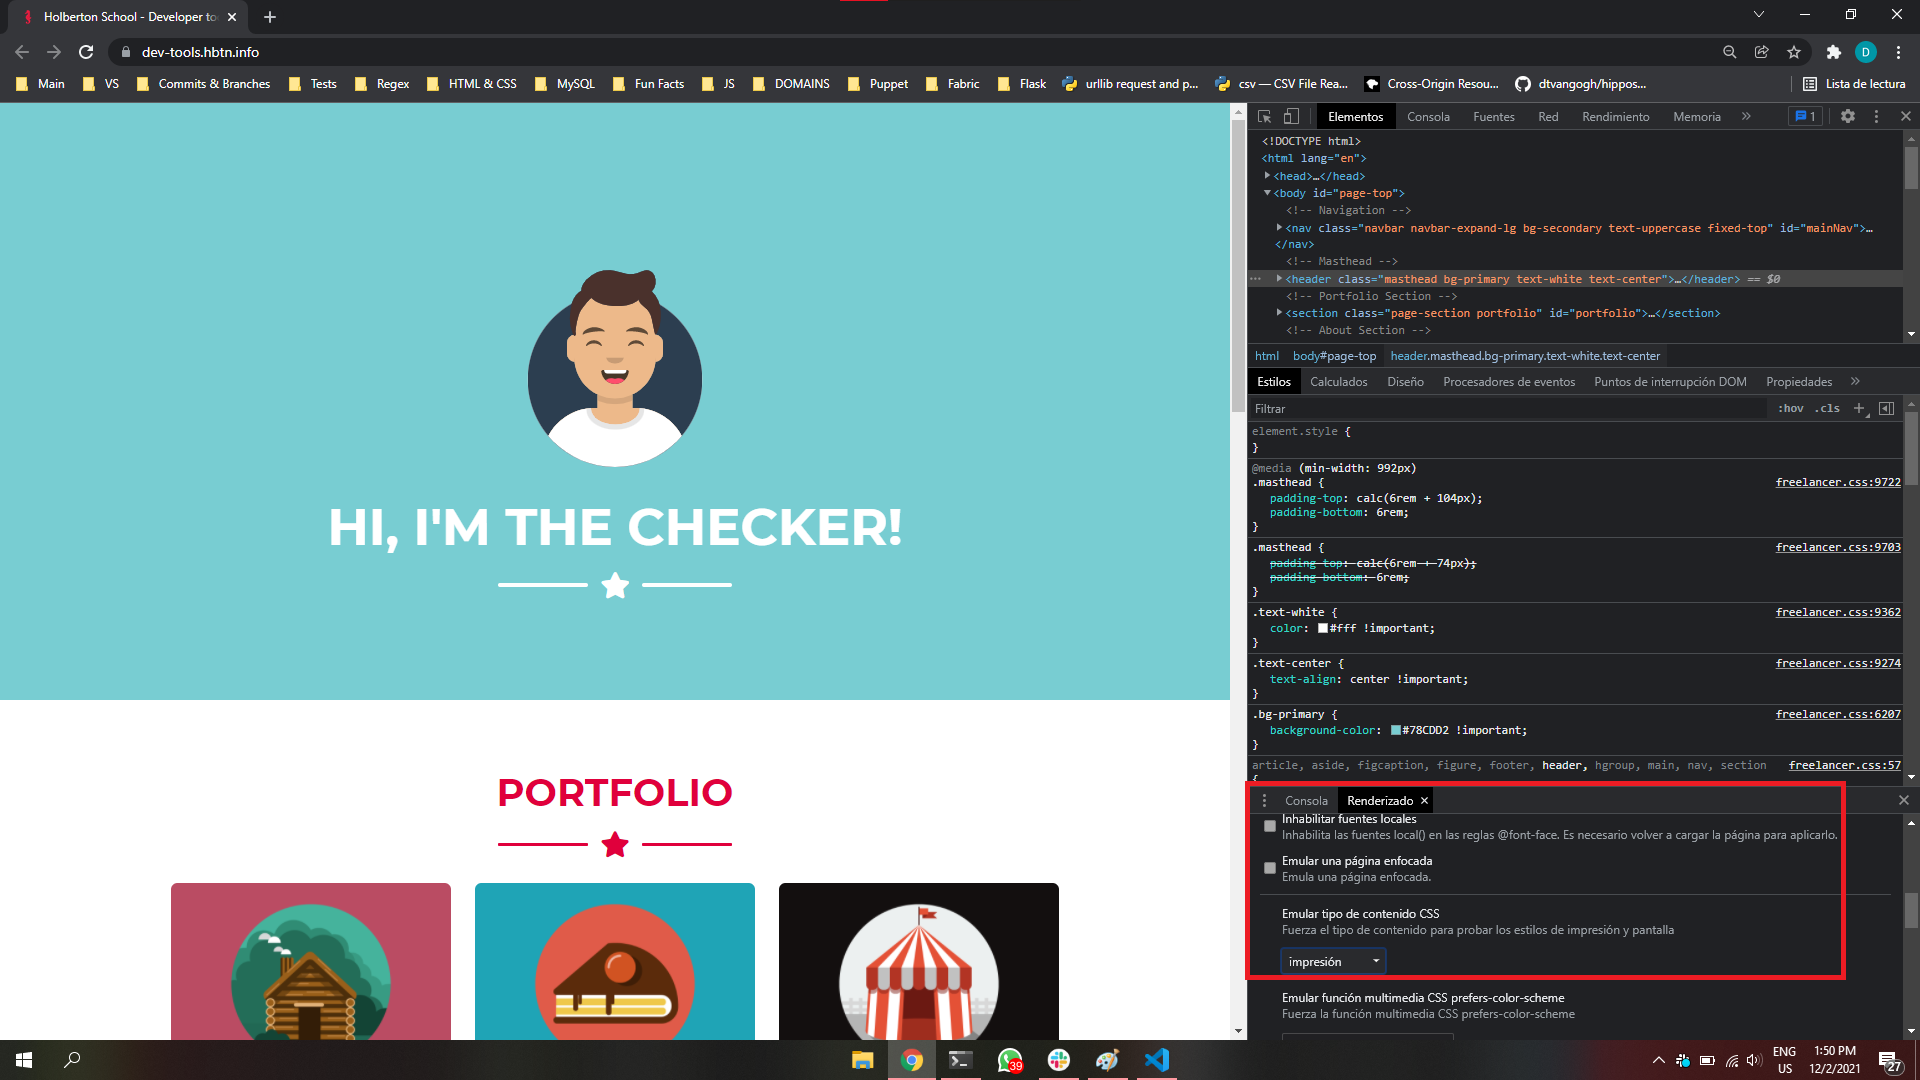 Holberton School - Developer to
dev-tools.hbtn.info
D
Main
VS
Commits & Branches
Tests
Regex
HTML & CSS
MySQL
Fun Facts
JS
DOMAINS
Puppet
Fabric
Flask
urllib request and p...
csv — CSV File Rea...
Cross-Origin Resou...
dtvangogh/hippos...
Lista de lectura
HI, I'M THE CHECKER!
PORTFOLIO
Elementos
Consola
Fuentes
Red
Rendimiento
Memoria
»
1
<!DOCTYPE html>
<html lang="en">
<head>…</head>
<body id="page-top">
<!-- Navigation -->
<nav class="navbar navbar-expand-lg bg-secondary text-uppercase fixed-top" id="mainNav">…
</nav>
<!-- Masthead -->
<header class="masthead bg-primary text-white text-center">…</header> == $0
<!-- Portfolio Section -->
<section class="page-section portfolio" id="portfolio">…</section>
<!-- About Section -->
html
body#page-top
header.masthead.bg-primary.text-white.text-center
Estilos
Calculados
Diseño
Procesadores de eventos
Puntos de interrupción DOM
Propiedades
»
Filtrar
:hov
.cls
element.style {
}
@media (min-width: 992px)
.masthead {
freelancer.css:9722
padding-top: calc(6rem + 104px);
padding-bottom: 6rem;
}
.masthead {
freelancer.css:9703
padding-top: calc(6rem + 74px);
padding-bottom: 6rem;
}
.text-white {
freelancer.css:9362
color: #fff !important;
}
.text-center {
freelancer.css:9274
text-align: center !important;
}
.bg-primary {
freelancer.css:6207
background-color: #78CDD2 !important;
}
article, aside, figcaption, figure, footer, header, hgroup, main, nav, section
freelancer.css:57
{
Consola
Renderizado
Inhabilitar fuentes locales
Inhabilita las fuentes local() en las reglas @font-face. Es necesario volver a cargar la página para aplicarlo.
Emular una página enfocada
Emula una página enfocada.
Emular tipo de contenido CSS
Fuerza el tipo de contenido para probar los estilos de impresión y pantalla
impresión
Emular función multimedia CSS prefers-color-scheme
Fuerza la función multimedia CSS prefers-color-scheme
39
ENG
US
1:50 PM
12/2/2021
27